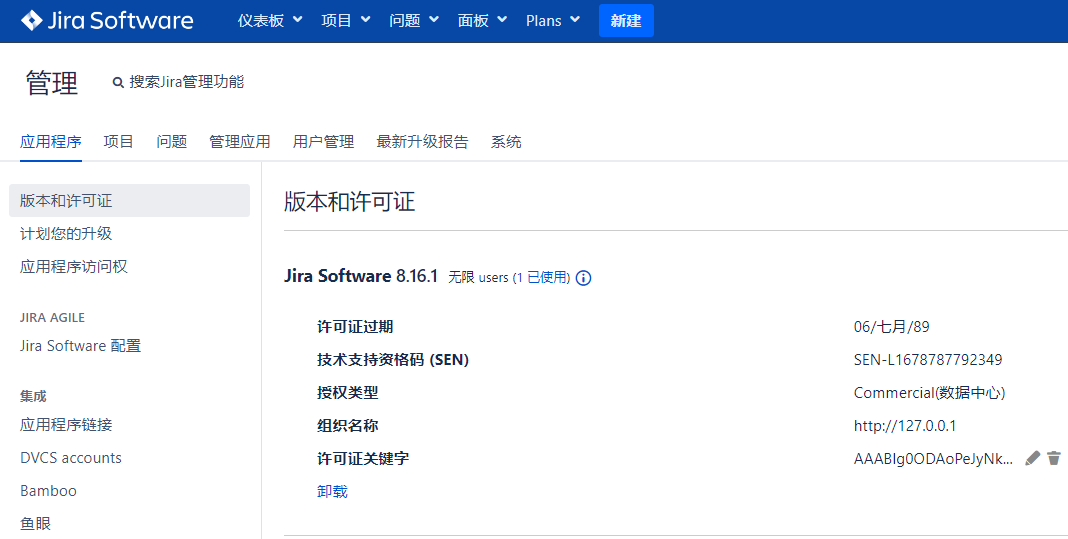 Jira Software 仪表板 项目 问题 面板 Plans 新建
管理 搜索Jira管理功能
应用程序 项目 问题 管理应用 用户管理 最新升级报告 系统
版本和许可证
计划您的升级
应用程序访问权
JIRA AGILE
Jira Software 配置
集成
应用程序链接
DVCS accounts
Bamboo
鱼眼
版本和许可证
Jira Software 8.16.1 无限 users (1 已使用)
许可证过期 06/七月/89
技术支持资格码 (SEN) SEN-L1678787792349
授权类型 Commercial(数据中心)
组织名称 http://127.0.0.1
许可证关键字 AAABIg0ODAoPeJyNk...
卸载